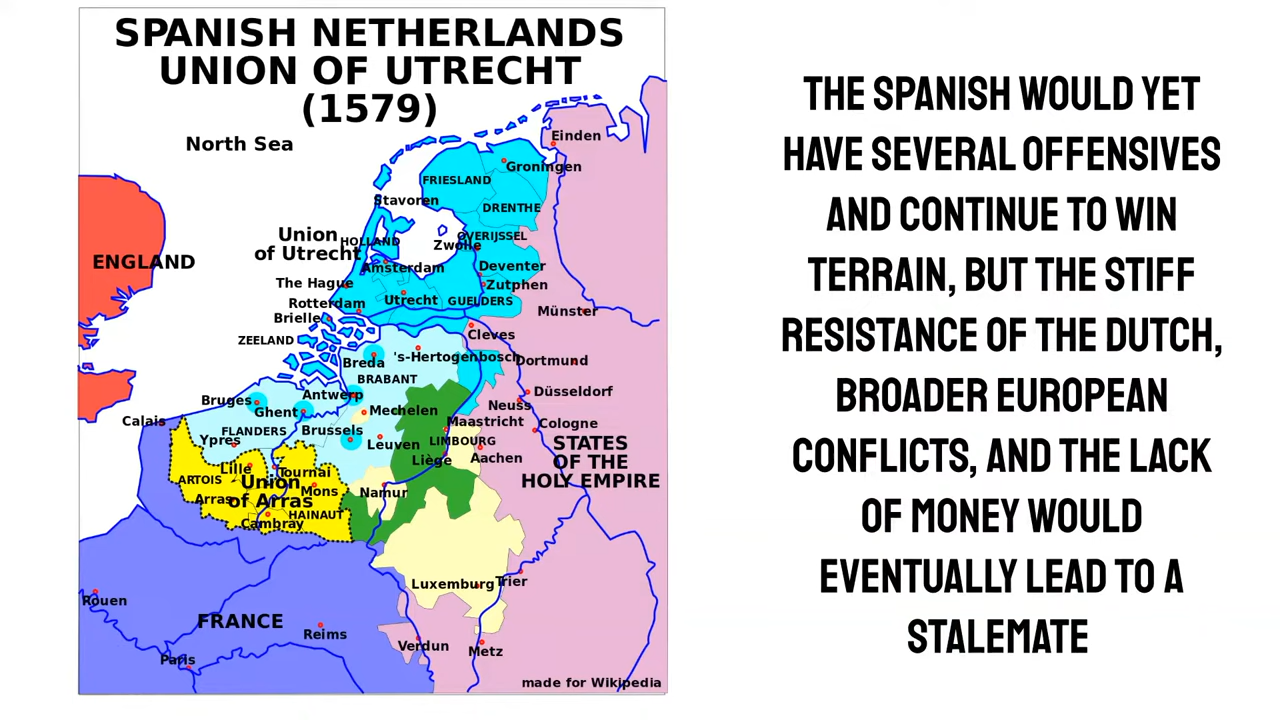 SPANISH NETHERLANDS
UNION OF UTRECHT
(1579)
North Sea
Einden
Groningen
FRIESLAND
Stavoren
DRENTHE
Union
of Utrecht
HOLLAND
OVERIJSSEL
Zwolle
ENGLAND
Amsterdam
Deventer
The Hague
Zutphen
Utrecht
GUELDERS
Rotterdam
Brielle
Münster
ZEELAND
Cleves
Breda
's-Hertogenbosch
Dortmund
BRABANT
Düsseldorf
Bruges
Antwerp
Neuss
Ghent
Mechelen
Calais
Maastricht
Cologne
FLANDERS
Brussels
Ypres
Leuven
LIMBOURG
STATES
OF THE
HOLY EMPIRE
Liège
Aachen
Lille
Tournai
ARTOIS
Union
of Arras
Mons
Namur
Arras
HAINAUT
Cambray
Luxemburg
Trier
Rouen
FRANCE
Reims
Verdun
Metz
Paris
made for Wikipedia
THE SPANISH WOULD YET
HAVE SEVERAL OFFENSIVES
AND CONTINUE TO WIN
TERRAIN, BUT THE STIFF
RESISTANCE OF THE DUTCH,
BROADER EUROPEAN
CONFLICTS, AND THE LACK
OF MONEY WOULD
EVENTUALLY LEAD TO A
STALEMATE